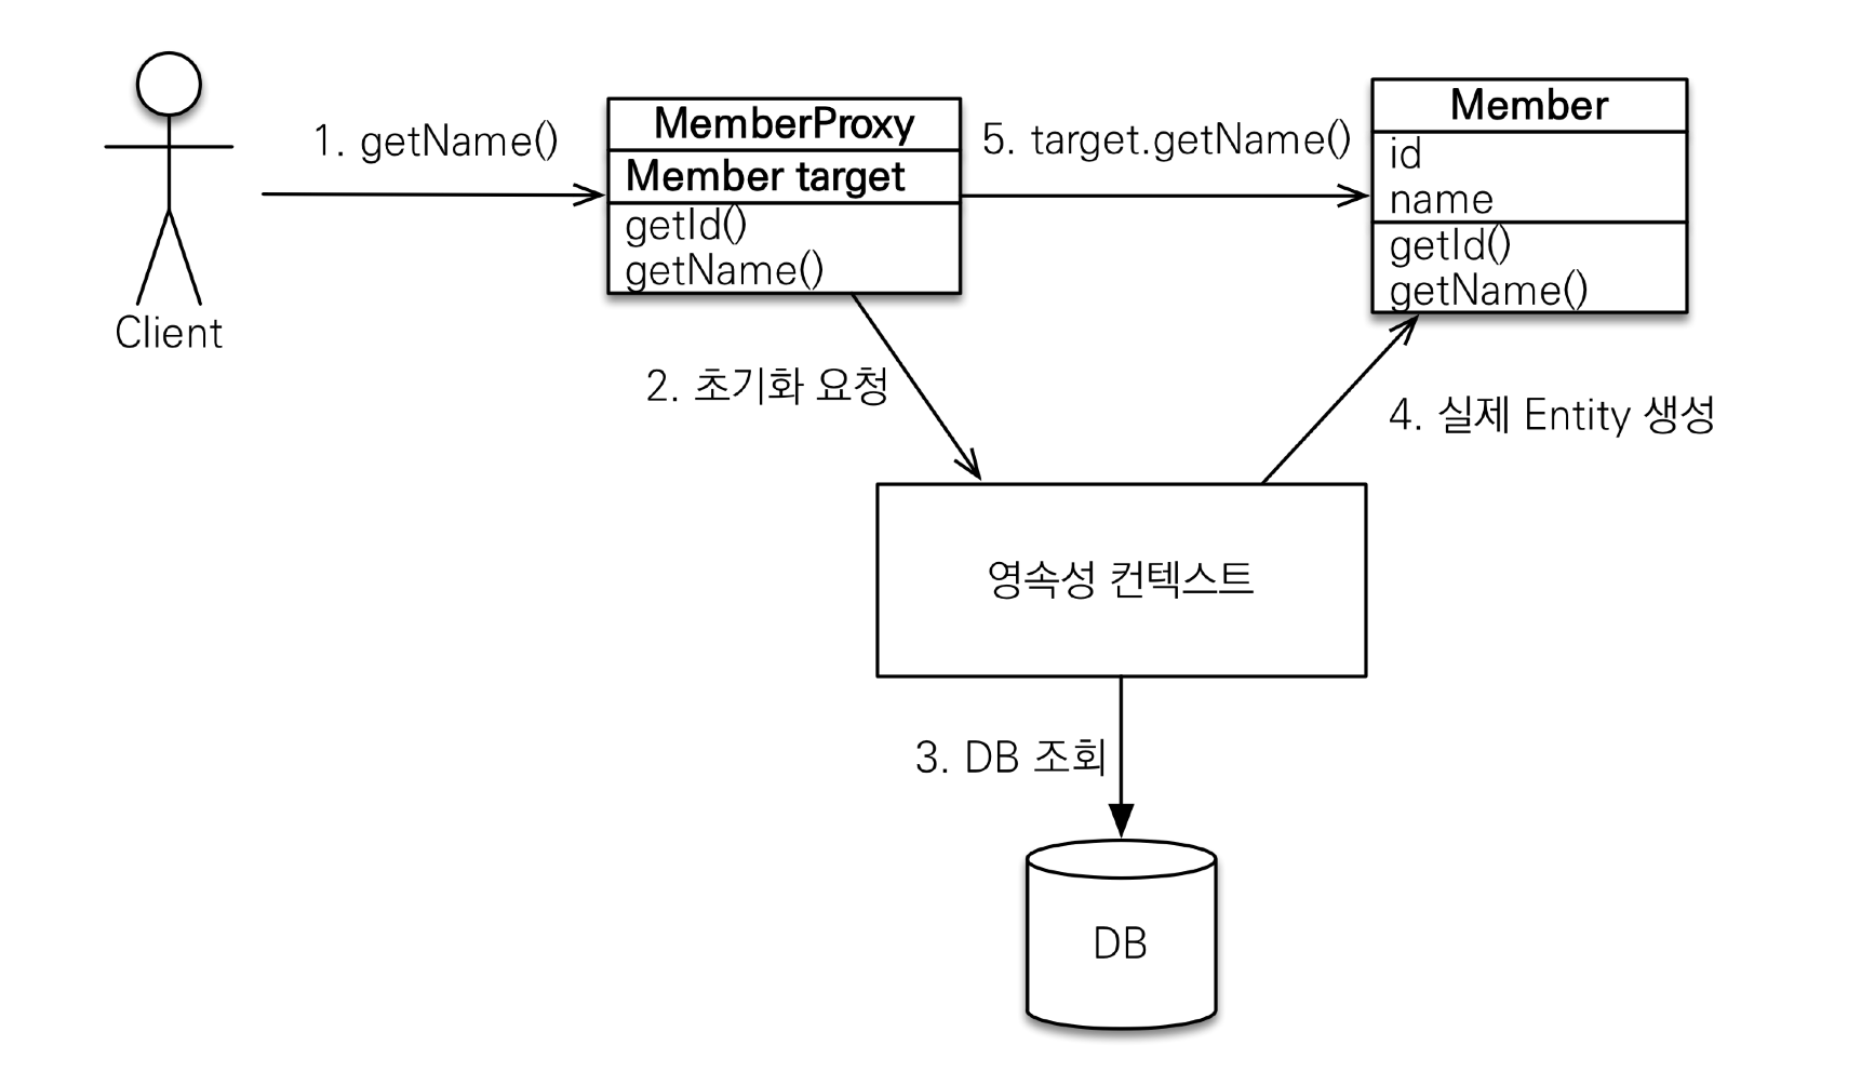 1. getName()
Client
MemberProxy
Member target
getId()
getName()
5. target.getName()
Member
id
name
getId()
getName()
2. 초기화 요청
4. 실제 Entity 생성
영속성 컨텍스트
3. DB 조회
DB